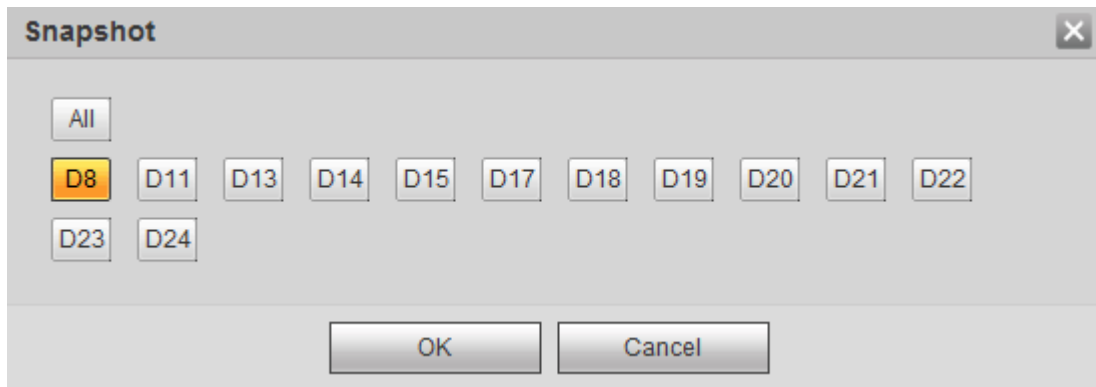 Snapshot
All
D8 D11 D13 D14 D15 D17 D18 D19 D20 D21 D22
D23 D24
OK Cancel